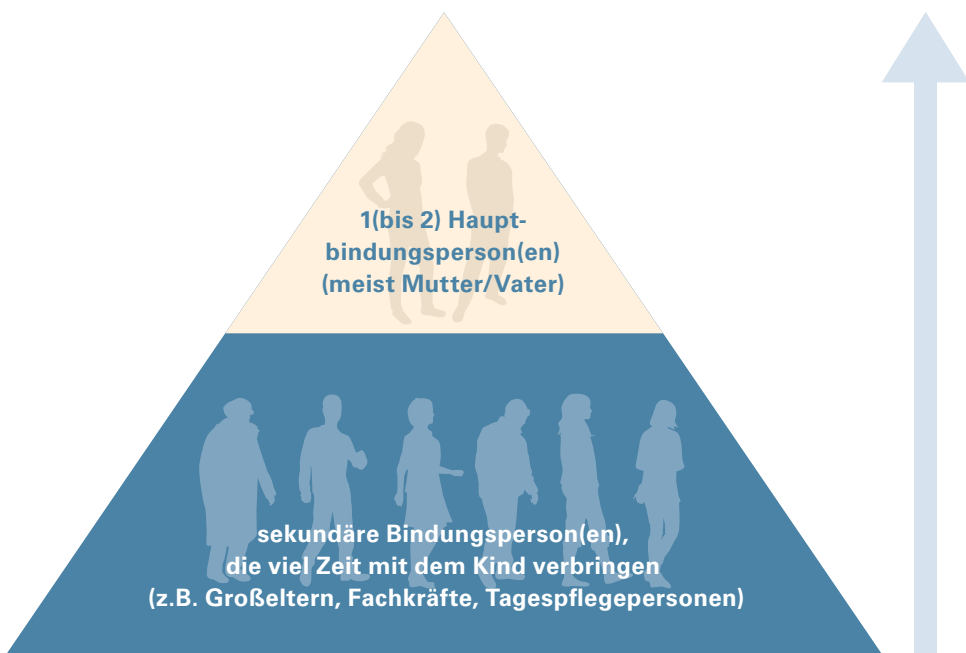 1(bis 2) Haupt-
bindungsperson(en)
(meist Mutter/Vater)
sekundäre Bindungsperson(en),
die viel Zeit mit dem Kind verbringen
(z.B. Großeltern, Fachkräfte, Tagespflegepersonen)